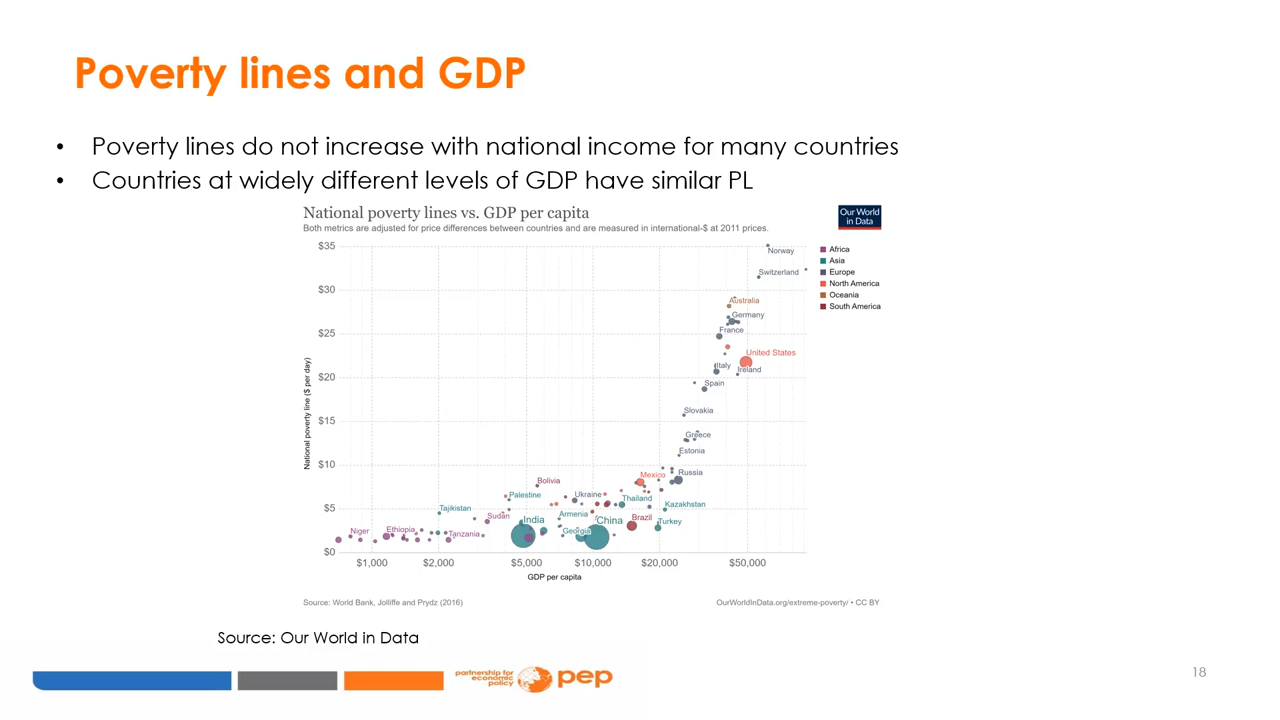 Poverty lines and GDP
• Poverty lines do not increase with national income for many countries
• Countries at widely different levels of GDP have similar PL
National poverty lines vs. GDP per capita
Both metrics are adjusted for price differences between countries and are measured in international-$ at 2011 prices.
Our World
in Data
$35
$30
$25
$20
$15
$10
$5
$0
National poverty line ($ per day)
Norway
Switzerland
Australia
Germany
France
United States
Italy
Ireland
Spain
Slovakia
Greece
Estonia
Russia
Mexico
Bolivia
Palestine
Ukraine
Thailand
Kazakhstan
Tajikistan
Sudan
India
Armenia
Georgia
China
Brazil
Turkey
Niger
Ethiopia
Tanzania
Africa
Asia
Europe
North America
Oceania
South America
$1,000
$2,000
$5,000
$10,000
$20,000
$50,000
GDP per capita
Source: World Bank, Jolliffe and Prydz (2016)
OurWorldInData.org/extreme-poverty/ • CC BY
Source: Our World in Data
partnership for
economic
policy
pep
18